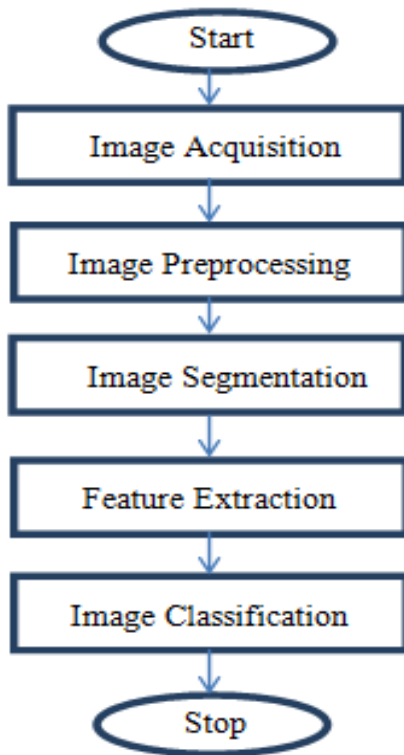 Start
Image Acquisition
Image Preprocessing
Image Segmentation
Feature Extraction
Image Classification
Stop